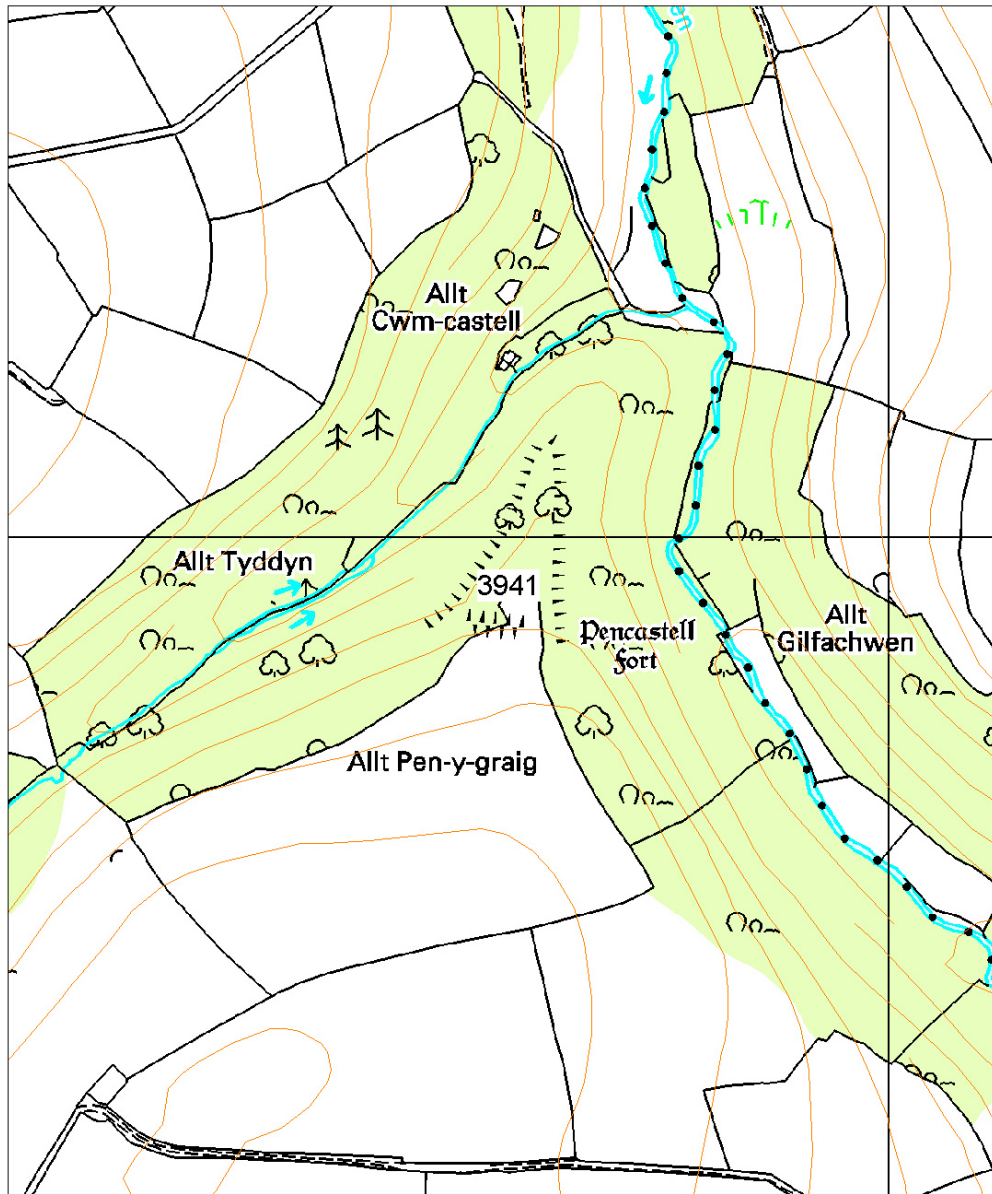 Allt
Cwm-castell
Allt Tyddyn
3941
Pencastell
fort
Allt
Gilfachwen
Allt Pen-y-graig